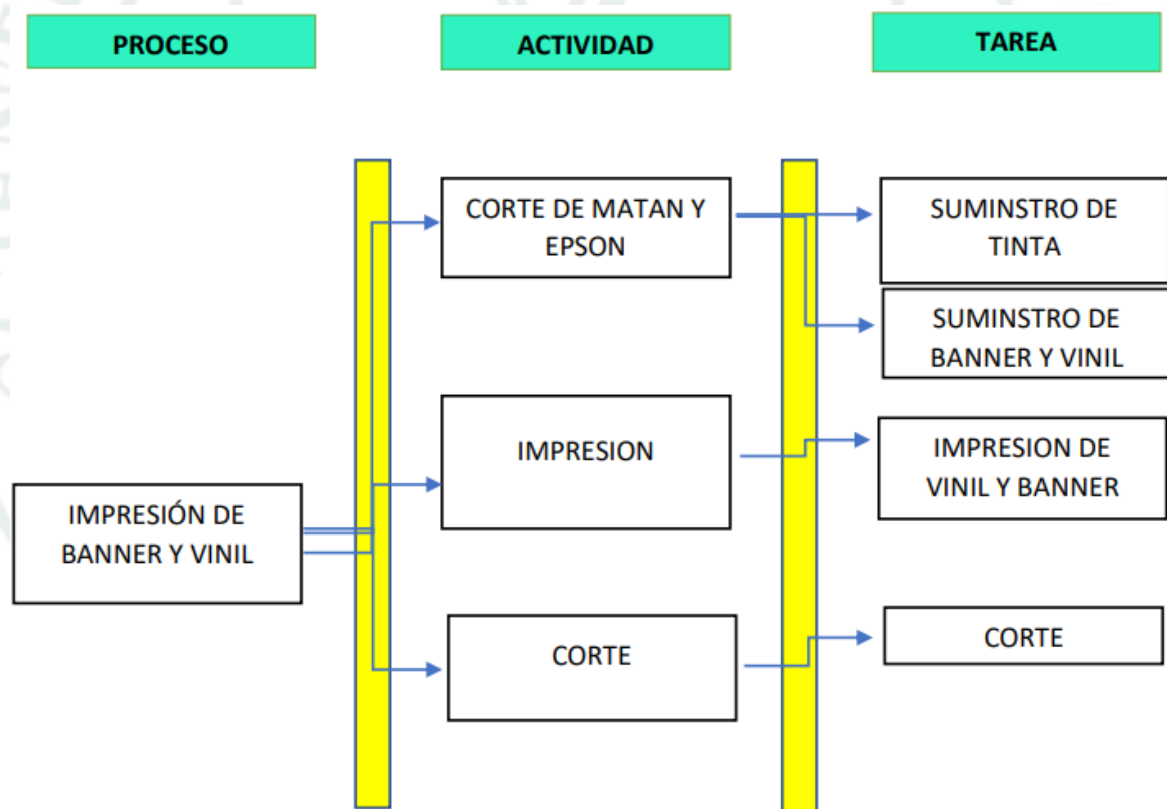 PROCESO
ACTIVIDAD
TAREA
CORTE DE MATAN Y
EPSON
SUMINSTRO DE
TINTA
SUMINSTRO DE
BANNER Y VINIL
IMPRESION
IMPRESION DE
VINIL Y BANNER
IMPRESIÓN DE
BANNER Y VINIL
CORTE
CORTE